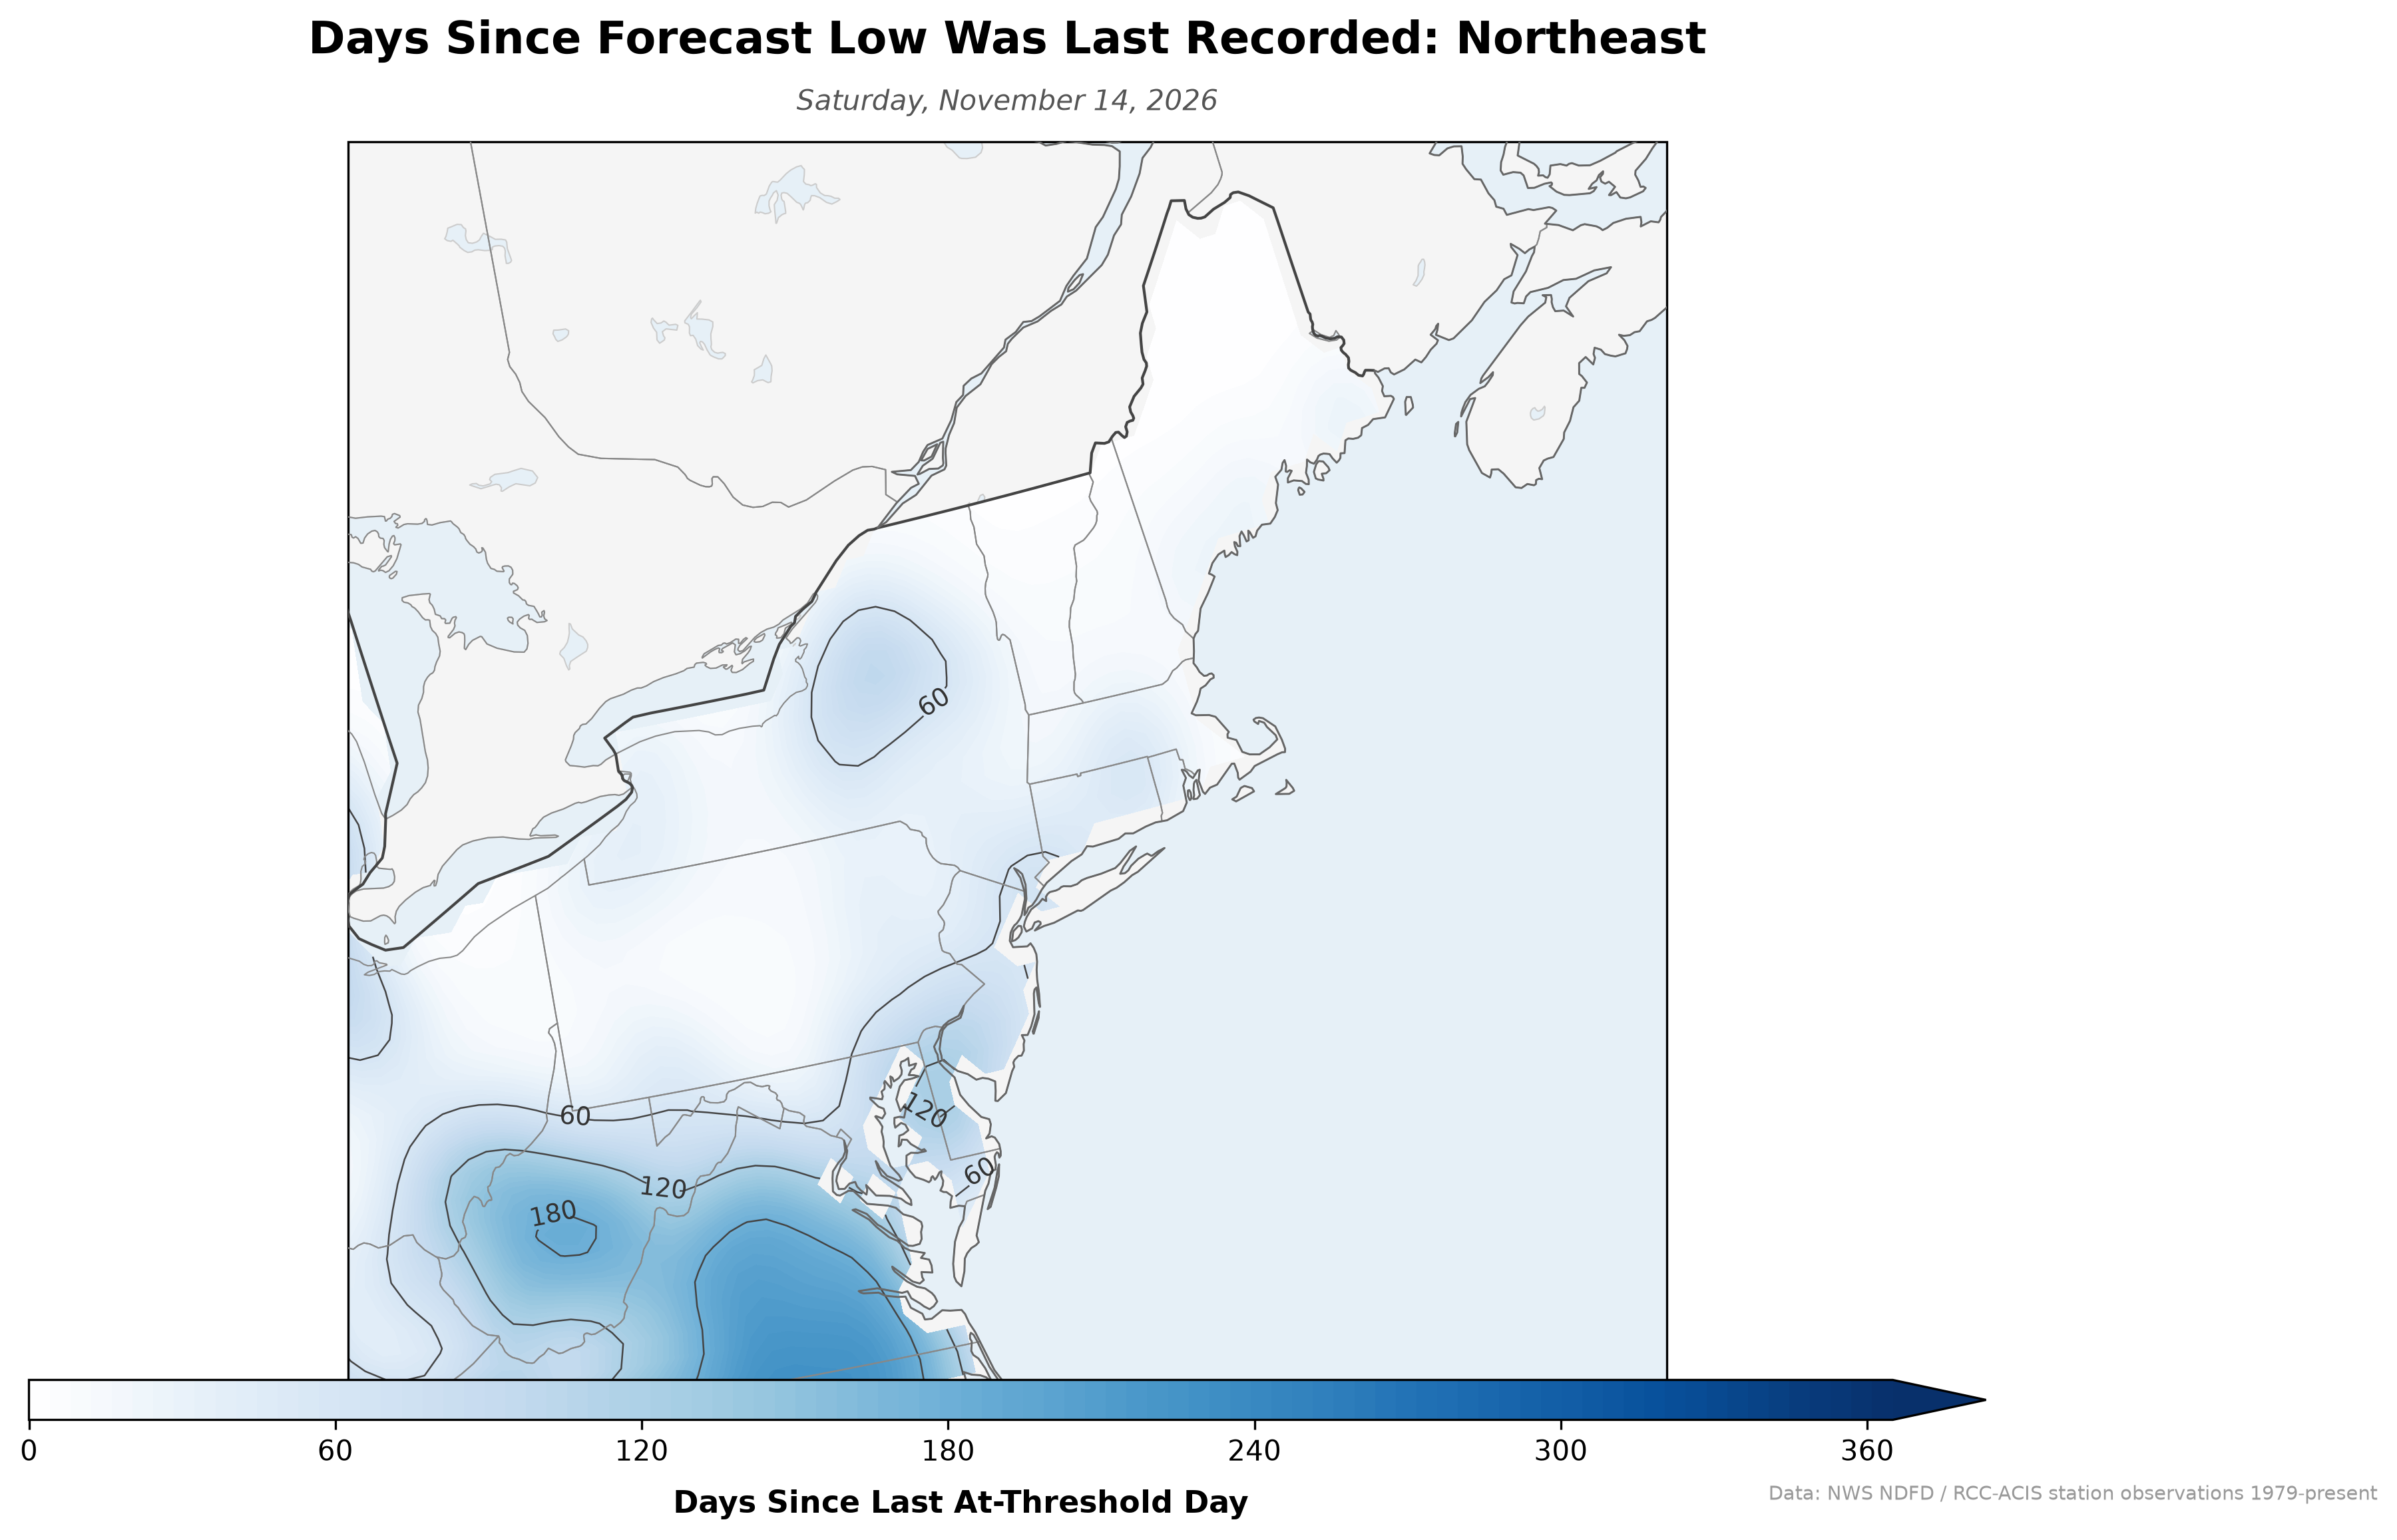 Days Since Forecast Low Was Last Recorded: Northeast
Saturday, November 14, 2026
60
60
120
60
120
180
0 60 120 180 240 300 360
Days Since Last At-Threshold Day
Data: NWS NDFD / RCC-ACIS station observations 1979-present